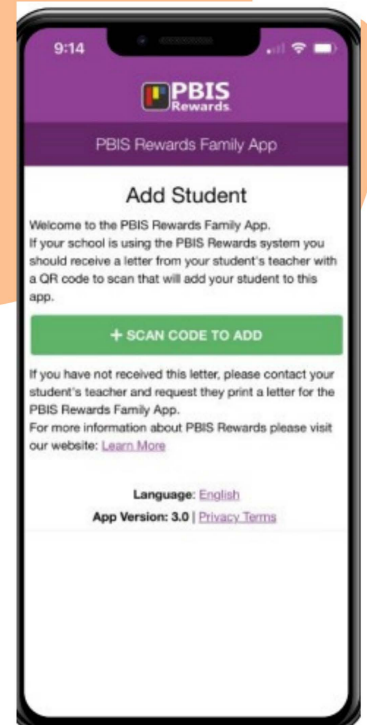 9:14
PBIS
Rewards
PBIS Rewards Family App
Add Student
Welcome to the PBIS Rewards Family App.
If your school is using the PBIS Rewards system you
should receive a letter from your student's teacher with
a QR code to scan that will add your student to this
app.
+ SCAN CODE TO ADD
If you have not received this letter, please contact your
student's teacher and request they print a letter for the
PBIS Rewards Family App.
For more information about PBIS Rewards please visit
our website: Learn More
Language: English
App Version: 3.0 | Privacy Terms